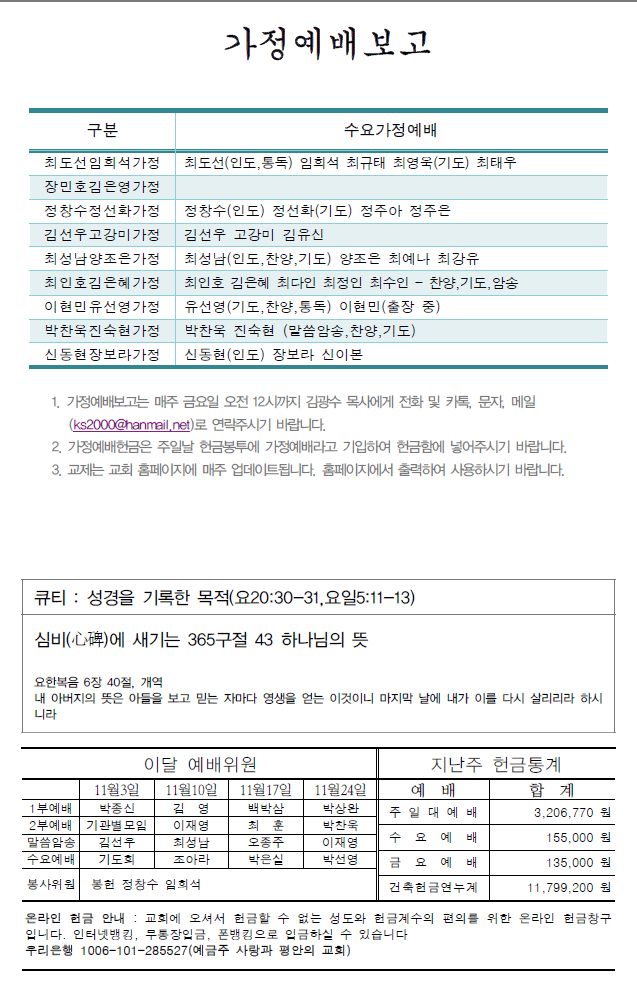 가정예배보고
구분 수요가정예배
최도선임희석가정 최도선(인도,통독) 임희석 최규태 최영옥(기도) 최태우
장민호김은영가정
정창수정선화가정 정창수(인도) 정선화(기도) 정주아 정주은
김선우고강미가정 김선우 고강미 김유신
최성남양조은가정 최성남(인도,찬양,기도) 양조은 최예나 최강유
최인호김은혜가정 최인호 김은혜 최다인 최정인 최수인 - 찬양,기도,암송
이현민유선영가정 유선영(기도,찬양,통독) 이현민(출장 중)
박찬옥진숙현가정 박찬옥 진숙현 (말씀암송,찬양,기도)
신동현장보라가정 신동현(인도) 장보라 신이본
1. 가정예배보고는 매주 금요일 오전 12시까지 김광수 목사에게 전화 및 카톡, 문자, 메일
(ks2000@hanmail.net)로 연락주시기 바랍니다.
2. 가정예배헌금은 주일날 헌금봉투에 가정예배라고 기입하여 헌금함에 넣어주시기 바랍니다.
3. 교제는 교회 홈페이지에 매주 업데이트됩니다. 홈페이지에서 출력하여 사용하시기 바랍니다.
큐티 : 성경을 기록한 목적(요20:30-31,요일5:11-13)
심비(心碑)에 새기는 365구절 43 하나님의 뜻
요한복음 6장 40절, 개역
내 아버지의 뜻은 아들을 보고 믿는 자마다 영생을 얻는 이것이니 마지막 날에 내가 이를 다시 살리리라 하시
니라
이달 예배위원 지난주 헌금통계
11월3일 11월10일 11월17일 11월24일 예 배 합 계
1부예배 박종신 김 영 백박삼 박상완
주 일 대 예 배 3,206,770 원
2부예배 기관별모임 이재영 최 훈 박찬욱
말씀암송 김선우 최성남 오종주 이재영
수 요 예 배 155,000 원
수요예배 기도회 조아라 박은실 박선영
금 요 예 배 135,000 원
봉사위원 봉헌 정창수 임희석
건축헌금연누계 11,799,200 원
온라인 헌금 안내 : 교회에 오셔서 헌금할 수 없는 성도와 헌금계수의 편의를 위한 온라인 헌금창구
입니다. 인터넷뱅킹, 무통장입금, 폰뱅킹으로 입금하실 수 있습니다
우리은행 1006-101-285527(예금주 사랑과 평안의 교회)